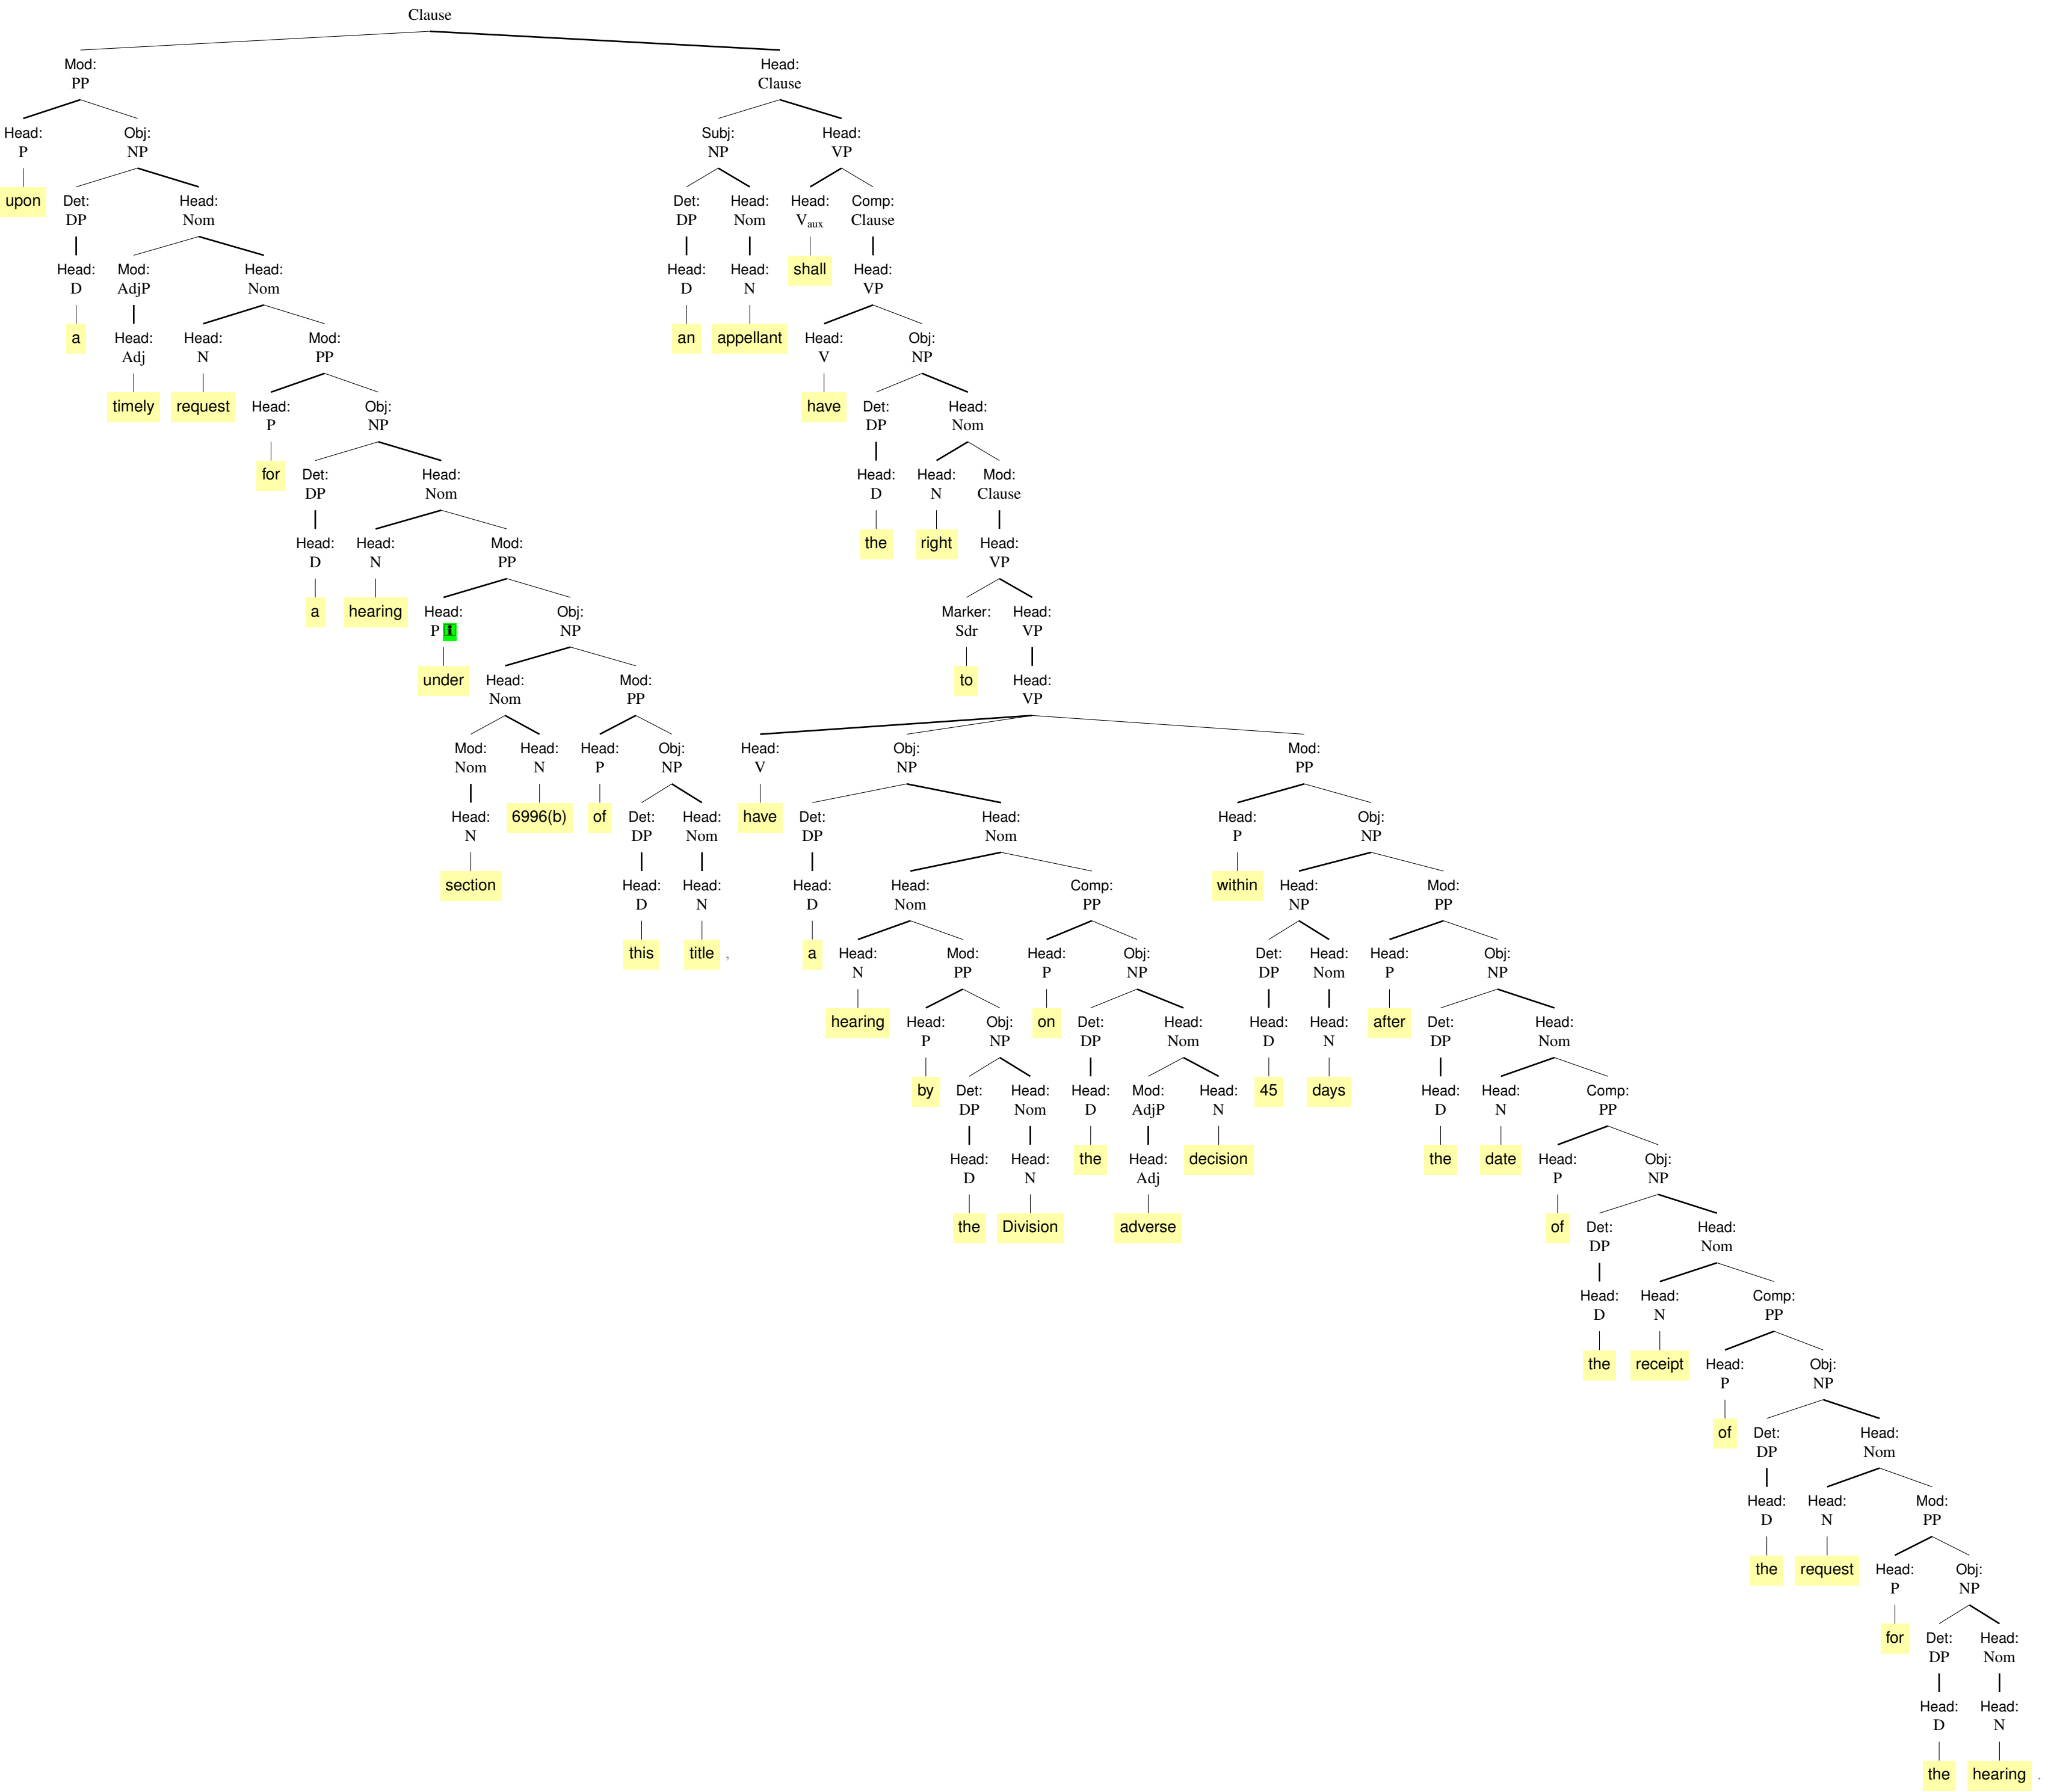 Clause
Mod: Head:
PP Clause
Head: Obj: Subj: Head:
P NP NP VP
upon Det: Head: Det: Head: Head: Comp:
DP Nom DP Nom Vaux Clause
Head: Mod: Head: Head: Head: shall Head:
D AdjP Nom D N VP
a Head: Head: Mod: an appellant Head: Obj:
Adj N PP V NP
timely request Head: Obj: have Det: Head:
P NP DP Nom
for Det: Head: Head: Head: Mod:
DP Nom D N Clause
Head: Head: Mod: the right Head:
D N PP VP
a hearing Head: Obj: Marker: Head:
P i NP Sdr VP
under Head: Mod: to Head:
Nom PP VP
Mod: Head: Head: Obj: Head: Obj: Mod:
Nom N P NP V NP PP
Head: 6996(b) of Det: Head: have Det: Head: Head: Obj:
N DP Nom DP Nom P NP
section Head: Head: Head: Head: Comp: within Head: Mod:
D N D Nom PP NP PP
this title , a Head: Mod: Head: Obj: Det: Head: Head: Obj:
N PP P NP DP Nom P NP
hearing Head: Obj: on Det: Head: Head: Head: after Det: Head:
P NP DP Nom D N DP Nom
by Det: Head: Head: Mod: Head: 45 days Head: Head: Comp:
DP Nom D AdjP N D N PP
Head: Head: the Head: decision the date Head: Obj:
D N Adj P NP
the Division adverse of Det: Head:
DP Nom
Head: Head: Comp:
D N PP
the receipt Head: Obj:
P NP
of Det: Head:
DP Nom
Head: Head: Mod:
D N PP
the request Head: Obj:
P NP
for Det: Head:
DP Nom
Head: Head:
D N
the hearing .